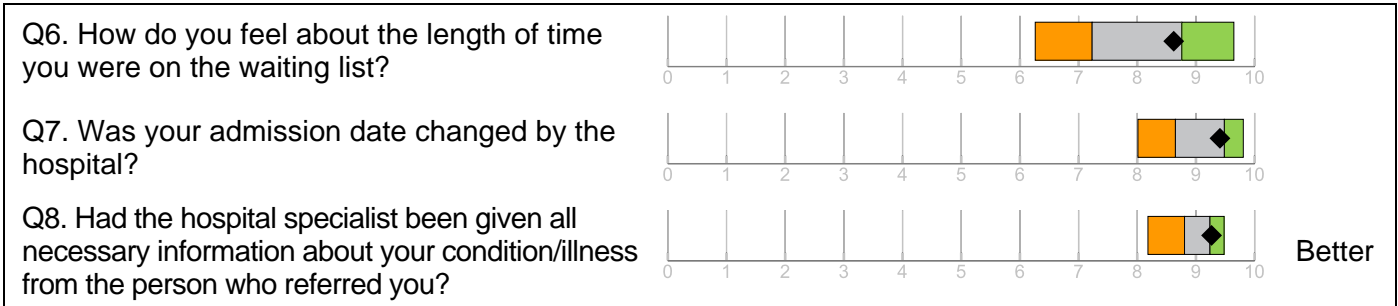 Q6. How do you feel about the length of time
you were on the waiting list?
0 1 2 3 4 5 6 7 8 9 10
Q7. Was your admission date changed by the
hospital?
0 1 2 3 4 5 6 7 8 9 10
Q8. Had the hospital specialist been given all
necessary information about your condition/illness
from the person who referred you?
0 1 2 3 4 5 6 7 8 9 10
Better